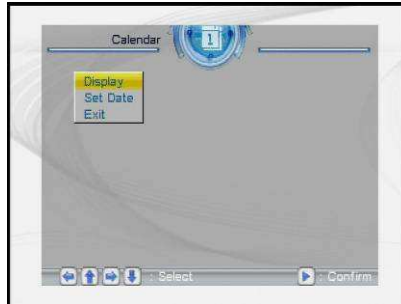 Calendar
1
Display
Set Date
Exit
: Select
: Confirm